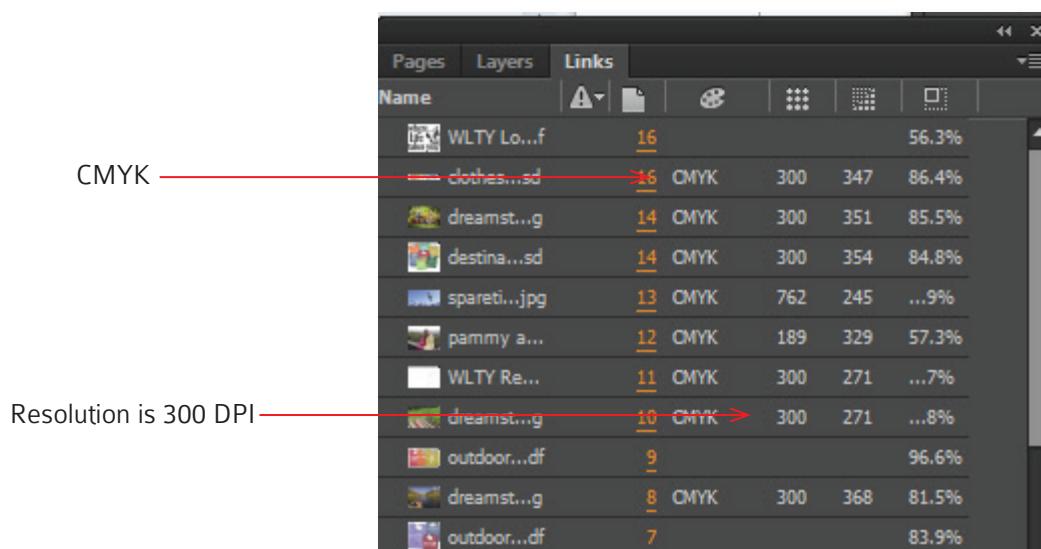 Pages Layers Links
Name
WLTY Lo...f 16 56.3%
CMYK clothes...sd 16 CMYK 300 347 86.4%
dreamst...g 14 CMYK 300 351 85.5%
destina...sd 14 CMYK 300 354 84.8%
spareti...jpg 13 CMYK 762 245 ...9%
pammy a... 12 CMYK 189 329 57.3%
WLTY Re... 11 CMYK 300 271 ...7%
Resolution is 300 DPI dreamst...g 10 CMYK 300 271 ...8%
outdoor...df 9 96.6%
dreamst...g 8 CMYK 300 368 81.5%
outdoor...df 7 83.9%